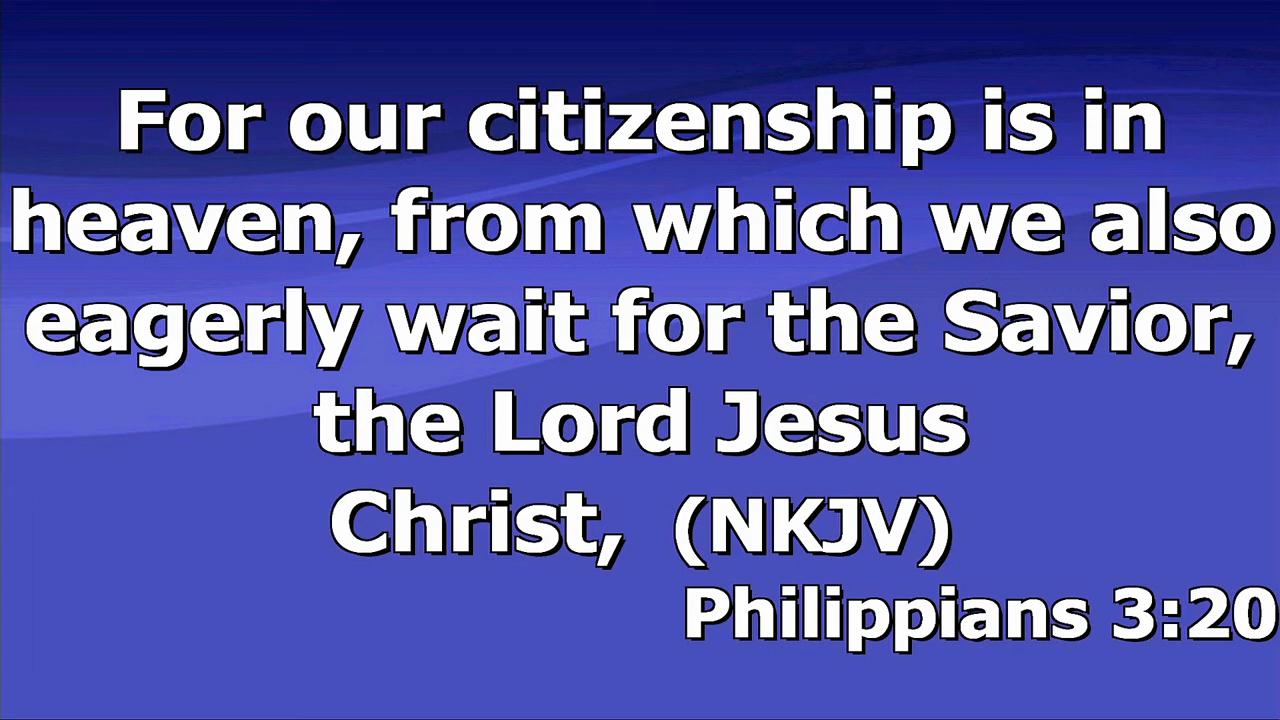 For our citizenship is in
heaven, from which we also
eagerly wait for the Savior,
the Lord Jesus
Christ, (NKJV)
Philippians 3:20